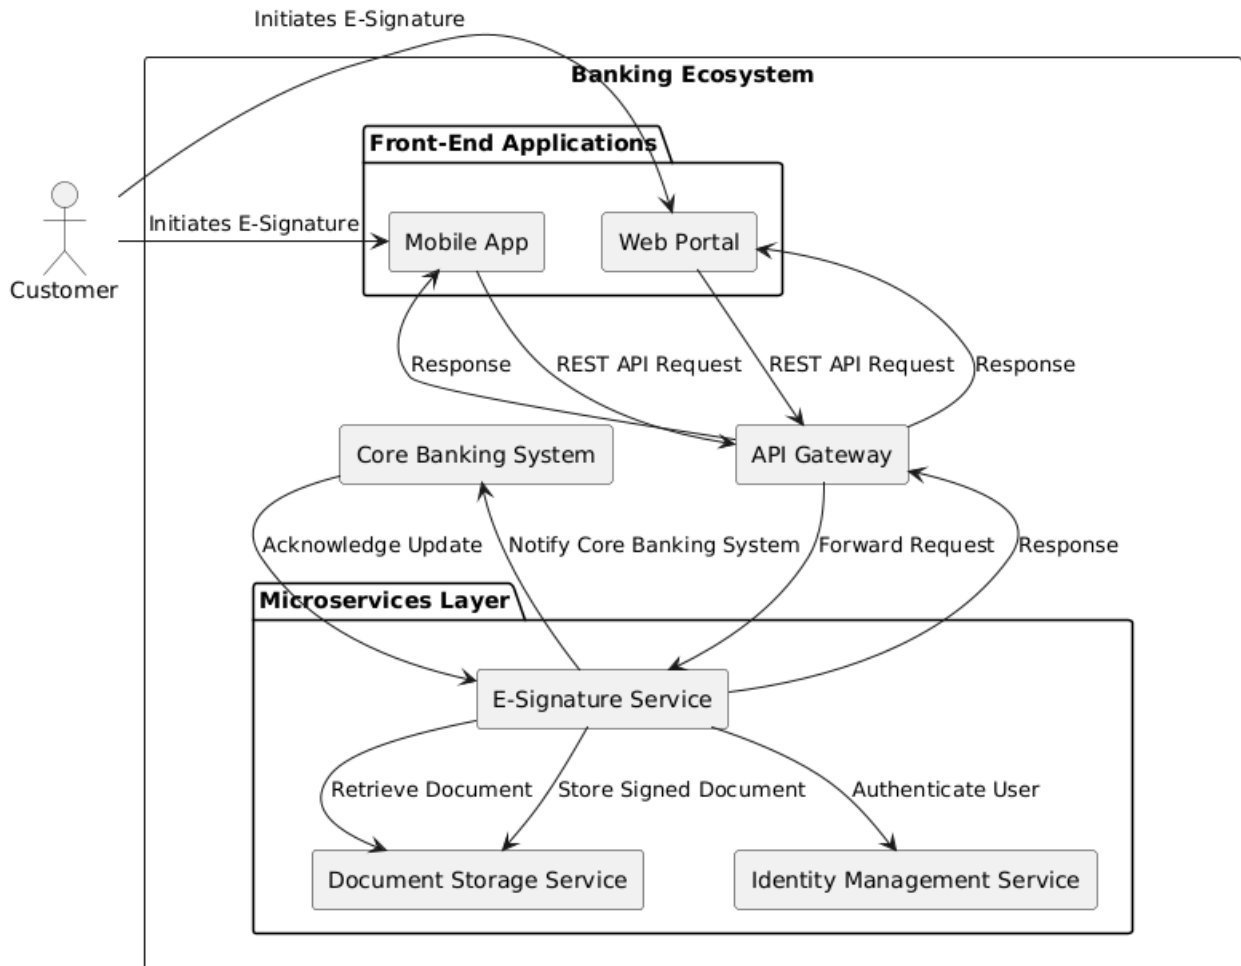 Initiates E-Signature
Banking Ecosystem
Front-End Applications
Initiates E-Signature
Mobile App
Web Portal
Customer
Response
REST API Request
REST API Request
Response
Core Banking System
API Gateway
Acknowledge Update
Notify Core Banking System
Forward Request
Response
Microservices Layer
E-Signature Service
Retrieve Document
Store Signed Document
Authenticate User
Document Storage Service
Identity Management Service